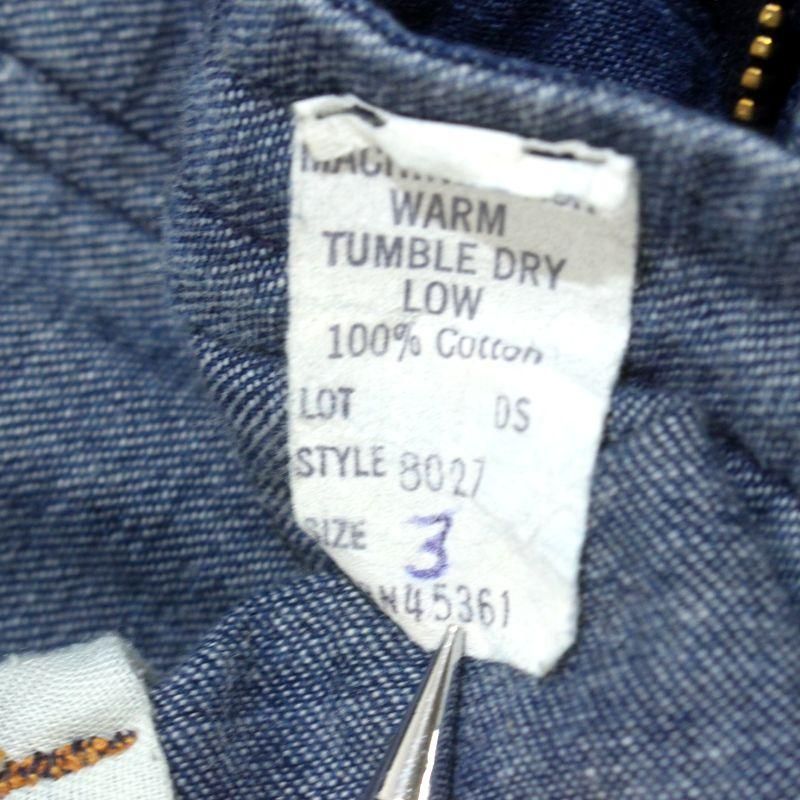 WARM
TUMBLE DRY
LOW
100% Cotton
LOT DS
STYLE 8027
SIZE 3
N45361